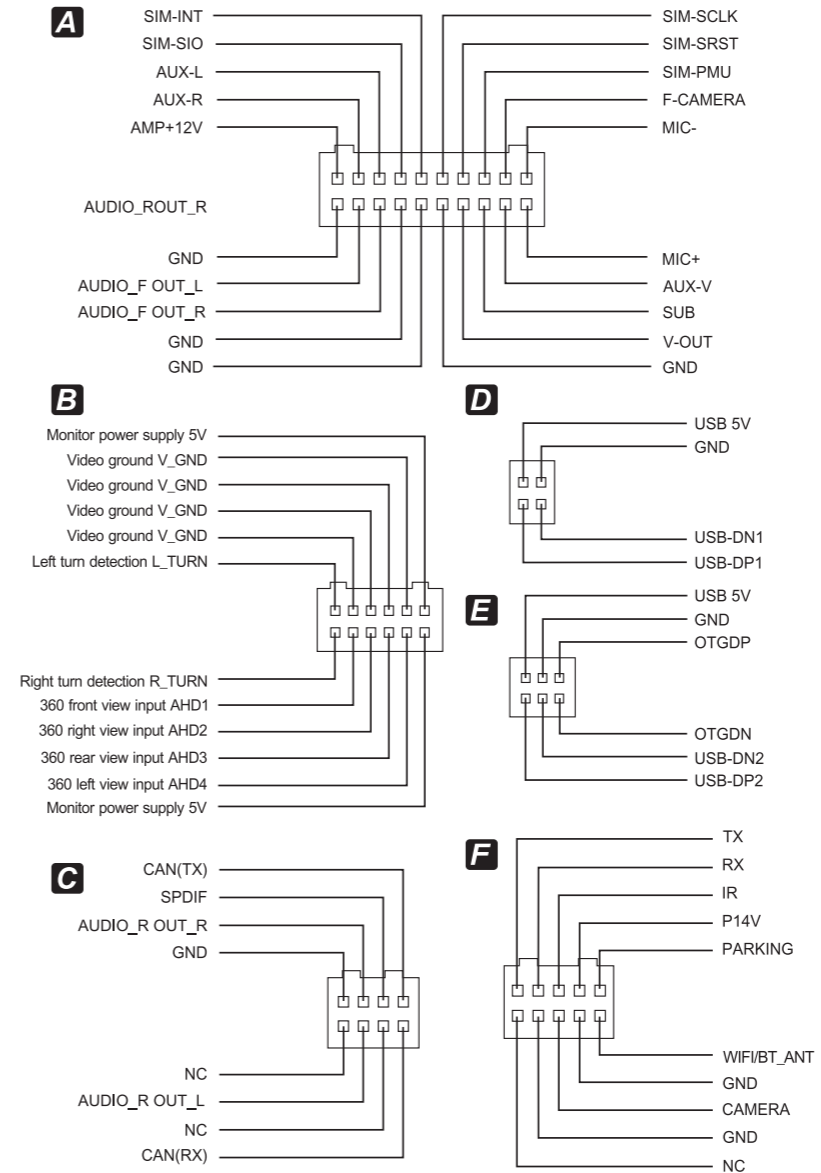 A
SIM-INT
SIM-SIO
AUX-L
AUX-R
AMP+12V
SIM-SCLK
SIM-SRST
SIM-PMU
F-CAMERA
MIC-
AUDIO_ROUT_R
GND
AUDIO_F OUT_L
AUDIO_F OUT_R
GND
GND
MIC+
AUX-V
SUB
V-OUT
GND
B
Monitor power supply 5V
Video ground V_GND
Video ground V_GND
Video ground V_GND
Video ground V_GND
Left turn detection L_TURN
Right turn detection R_TURN
360 front view input AHD1
360 right view input AHD2
360 rear view input AHD3
360 left view input AHD4
Monitor power supply 5V
D
USB 5V
GND
USB-DN1
USB-DP1
E
USB 5V
GND
OTGDP
OTGDN
USB-DN2
USB-DP2
C
CAN(TX)
SPDIF
AUDIO_R OUT_R
GND
NC
AUDIO_R OUT_L
NC
CAN(RX)
F
TX
RX
IR
P14V
PARKING
WIFI/BT_ANT
GND
CAMERA
GND
NC